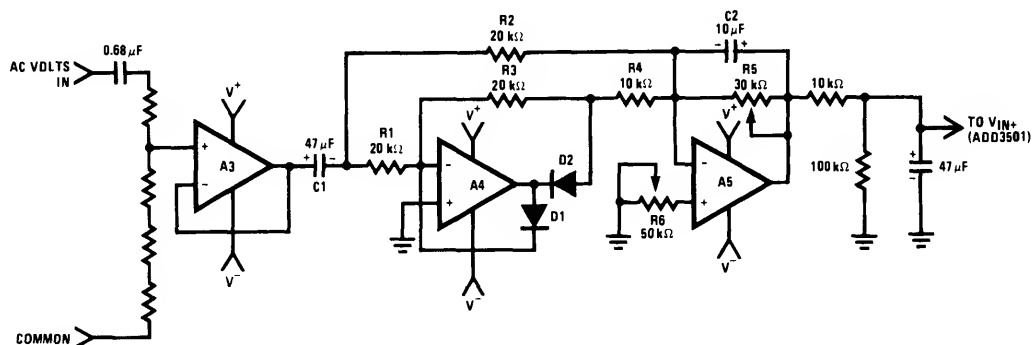 AC VOLTS
IN
0.68 μF
COMMON
V+
+
A3
-
V-
+ -
47 μF
C1
R1
20 kΩ
R2
20 kΩ
R3
20 kΩ
V+
-
A4
+
V-
D2
D1
R4
10 kΩ
C2
10 μF
- +
R5
30 kΩ
V+
-
A5
+
V-
R6
50 kΩ
10 kΩ
100 kΩ
+
-
47 μF
TO VIN+
(ADD3501)